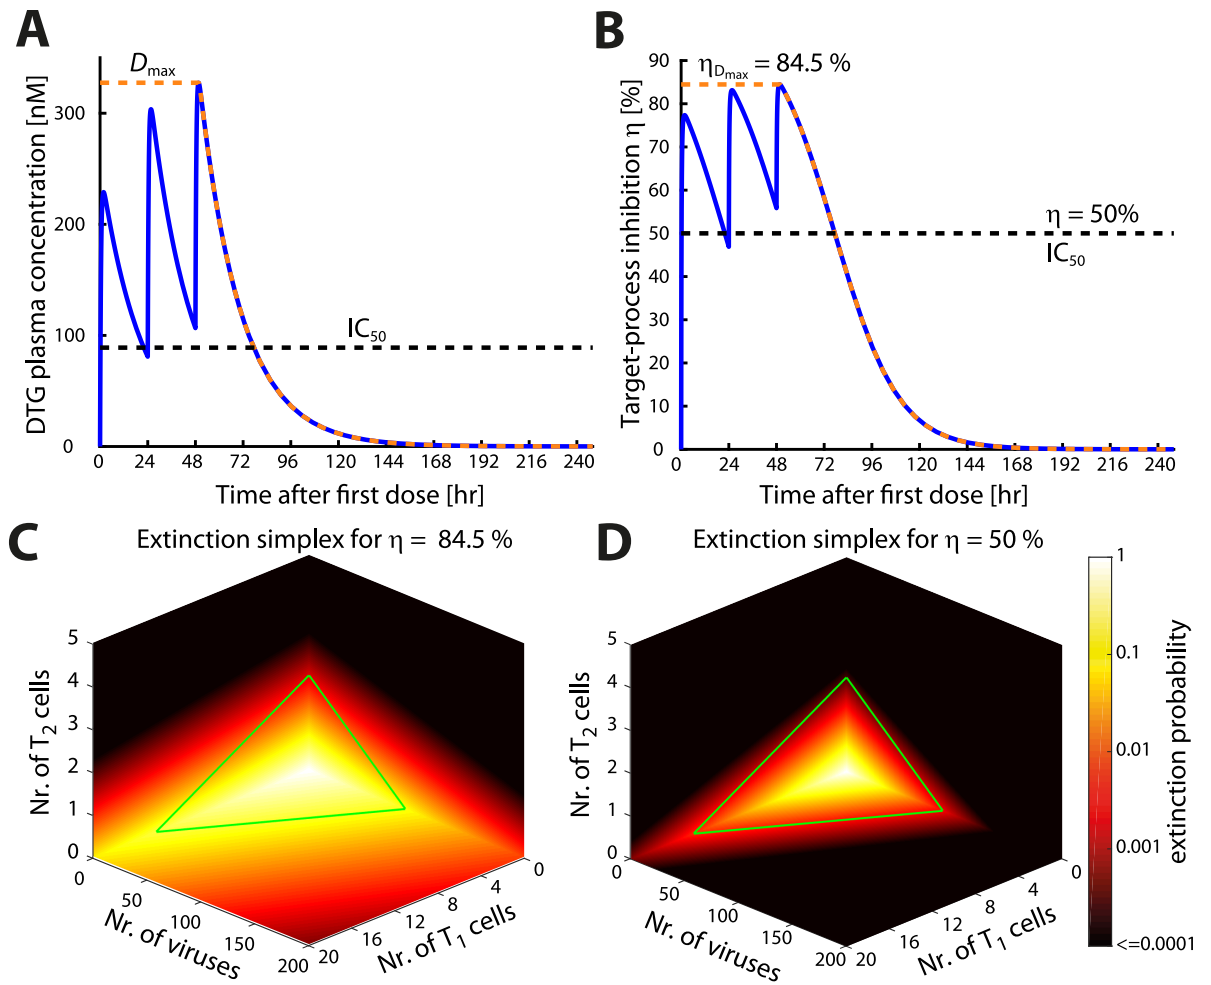 A
B
D_max
η_Dmax = 84.5 %
DTG plasma concentration [nM]
300
200
100
0
IC50
0 24 48 72 96 120 144 168 192 216 240
Time after first dose [hr]
Target-process inhibition η [%]
90
80
70
60
50
40
30
20
10
0
η = 50%
IC50
0 24 48 72 96 120 144 168 192 216 240
Time after first dose [hr]
C
Extinction simplex for η = 84.5 %
Nr. of T2 cells
5
4
3
2
1
0
0
50
100
150
200
Nr. of viruses
20
16
12
8
4
0
Nr. of T1 cells
D
Extinction simplex for η = 50 %
Nr. of T2 cells
5
4
3
2
1
0
0
50
100
150
200
Nr. of viruses
20
16
12
8
4
0
Nr. of T1 cells
1
0.1
0.01
0.001
<=0.0001
extinction probability